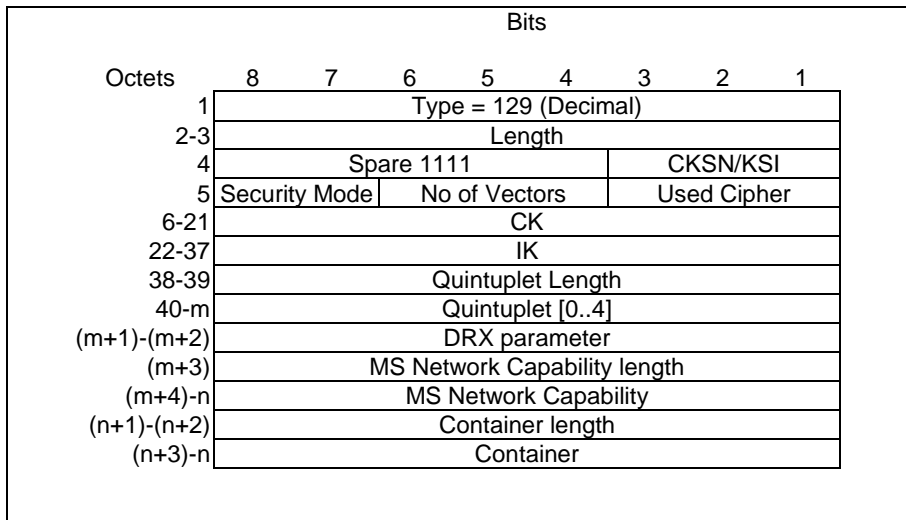 Bits
Octets 8 7 6 5 4 3 2 1
1 Type = 129 (Decimal)
2-3 Length
4 Spare 1111 CKSN/KSI
5 Security Mode No of Vectors Used Cipher
6-21 CK
22-37 IK
38-39 Quintuplet Length
40-m Quintuplet [0..4]
(m+1)-(m+2) DRX parameter
(m+3) MS Network Capability length
(m+4)-n MS Network Capability
(n+1)-(n+2) Container length
(n+3)-n Container